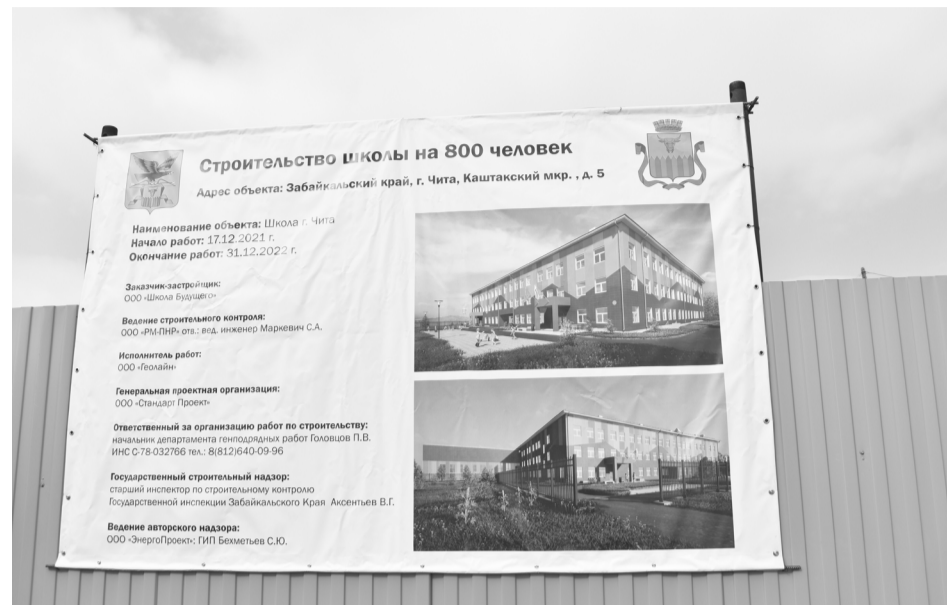 Строительство школы на 800 человек
Адрес объекта: Забайкальский край, г. Чита, Каштакский мкр. , д. 5
Наименование объекта: Школа г. Чита
Начало работ: 17.12.2021 г.
Окончание работ: 31.12.2022 г.
Заказчик-застройщик:
ООО «Школа Будущего»
Ведение строительного контроля:
ООО «РМ-ПНР» отв.: вед. инженер Маркевич С.А.
Исполнитель работ:
ООО «Геолайн»
Генеральная проектная организация:
ООО «Стандарт Проект»
Ответственный за организацию работ по строительству:
начальник департамента генподрядных работ Головцов П.В.
ИНС С-78-032766 тел.: 8(812)640-09-96
Государственный строительный надзор:
старший инспектор по строительному контролю
Государственной инспекции Забайкальского Края Аксентьев В.Г.
Ведение авторского надзора:
ООО «ЭнергоПроект»: ГИП Бехметьев С.Ю.